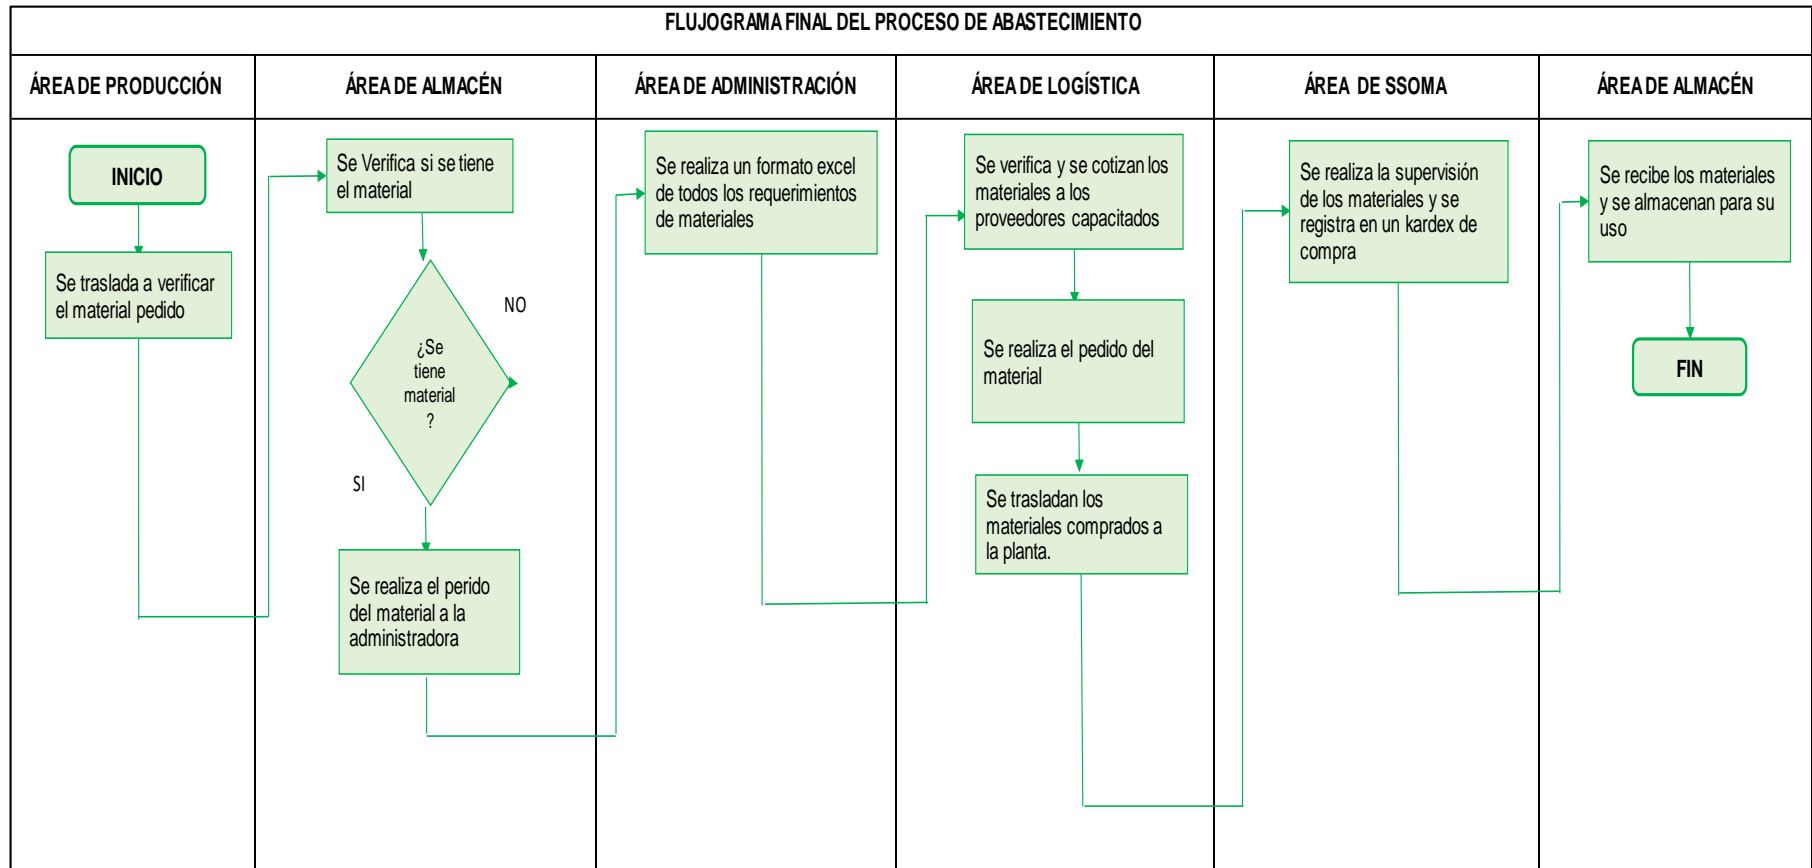 FLUJOGRAMA FINAL DEL PROCESO DE ABASTECIMIENTO
ÁREA DE PRODUCCIÓN
ÁREA DE ALMACÉN
ÁREA DE ADMINISTRACIÓN
ÁREA DE LOGÍSTICA
ÁREA DE SSOMA
ÁREA DE ALMACÉN
INICIO
Se traslada a verificar
el material pedido
Se Verifica si se tiene
el material
NO
¿Se
tiene
material
?
SI
Se realiza el perido
del material a la
administradora
Se realiza un formato excel
de todos los requerimientos
de materiales
Se verifica y se cotizan los
materiales a los
proveedores capacitados
Se realiza el pedido del
material
Se trasladan los
materiales comprados a
la planta.
Se realiza la supervisión
de los materiales y se
registra en un kardex de
compra
Se recibe los materiales
y se almacenan para su
uso
FIN